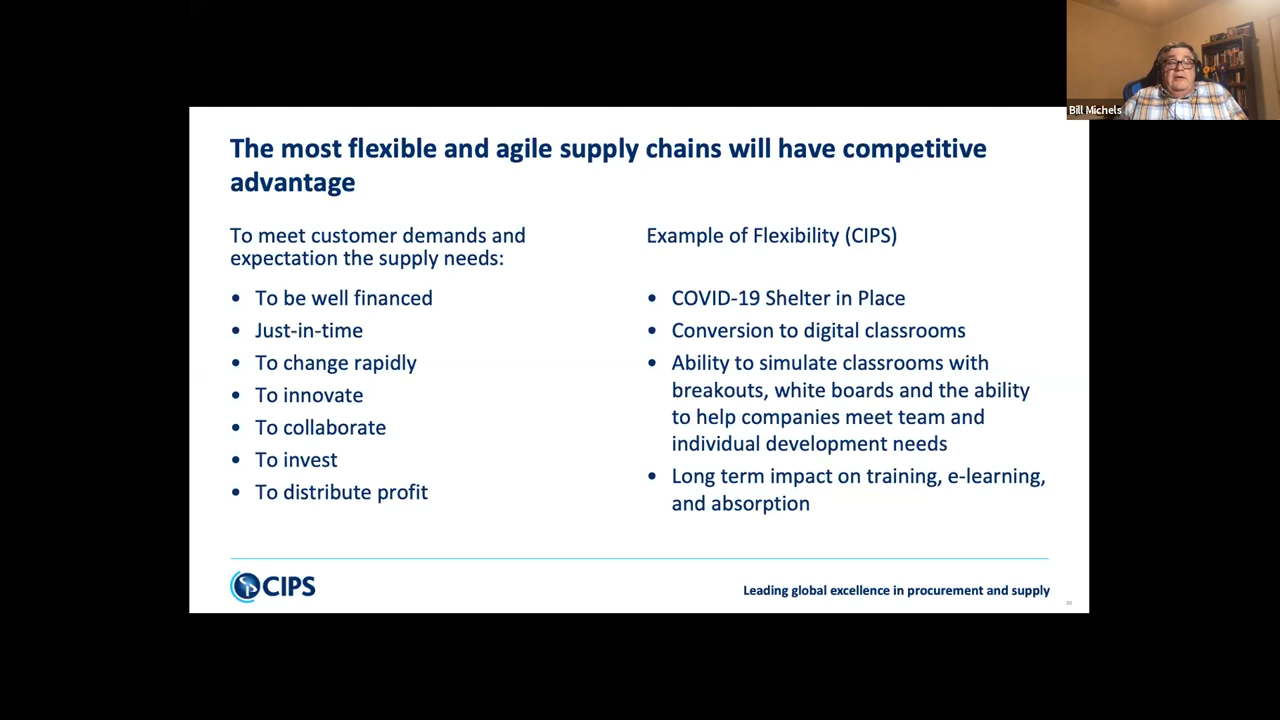 Bill Michels
The most flexible and agile supply chains will have competitive
advantage
To meet customer demands and
expectation the supply needs:
• To be well financed
• Just-in-time
• To change rapidly
• To innovate
• To collaborate
• To invest
• To distribute profit
Example of Flexibility (CIPS)
• COVID-19 Shelter in Place
• Conversion to digital classrooms
• Ability to simulate classrooms with
breakouts, white boards and the ability
to help companies meet team and
individual development needs
• Long term impact on training, e-learning,
and absorption
CIPS
Leading global excellence in procurement and supply